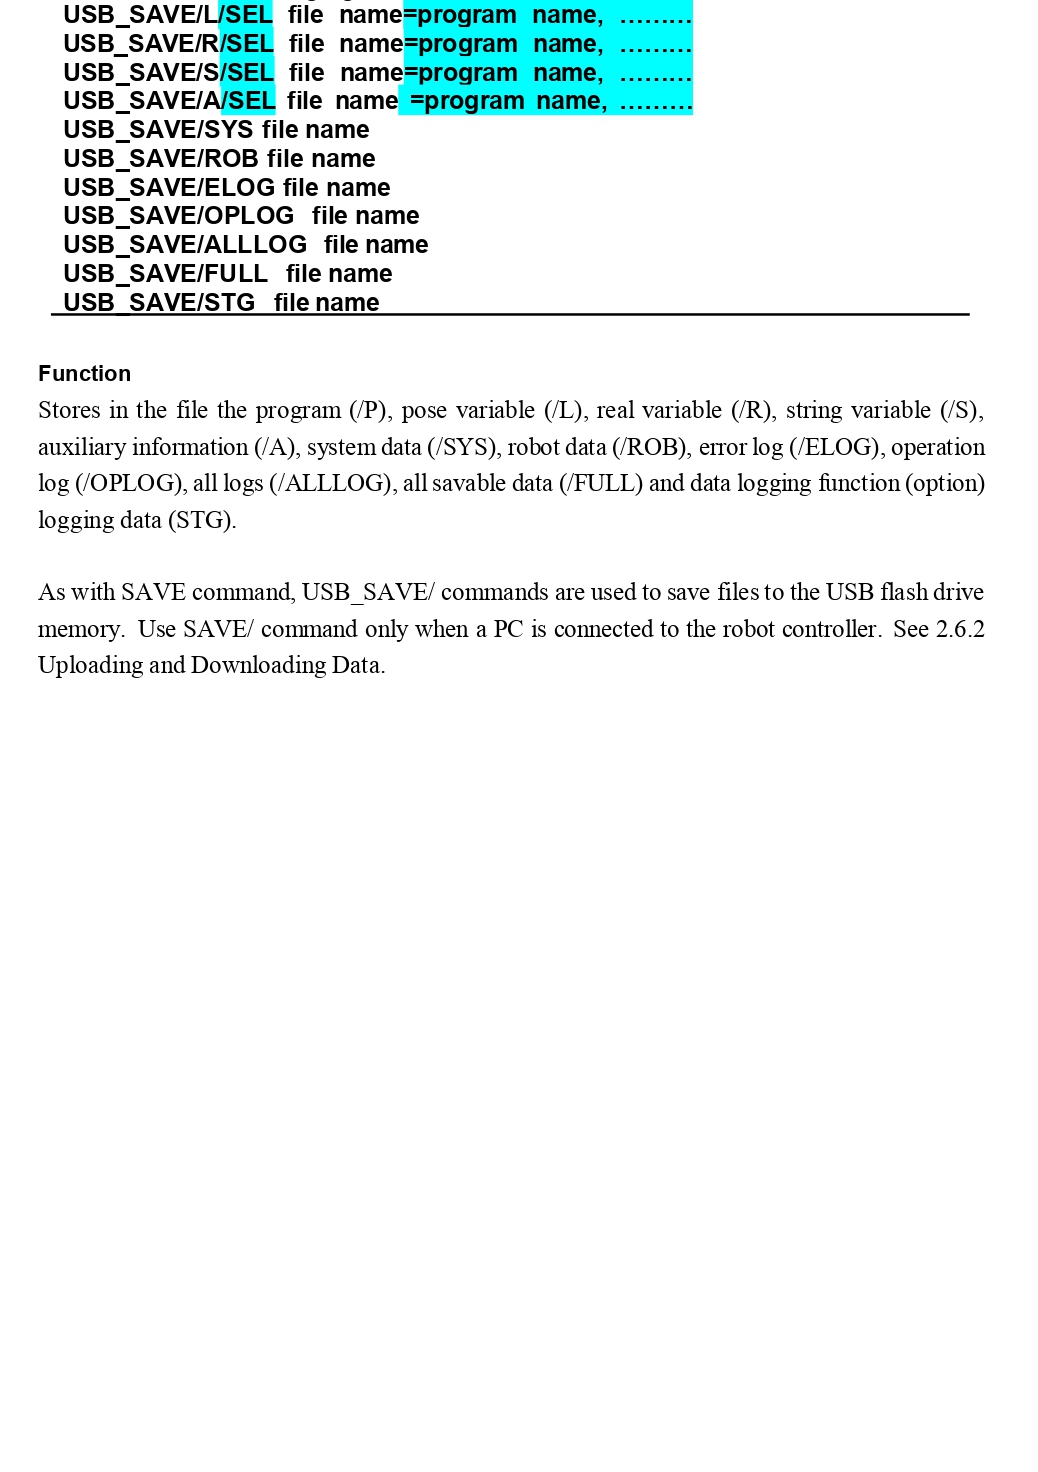 USB_SAVE/L/SEL file name=program name, ………
USB_SAVE/R/SEL file name=program name, ………
USB_SAVE/S/SEL file name=program name, ………
USB_SAVE/A/SEL file name =program name, ………
USB_SAVE/SYS file name
USB_SAVE/ROB file name
USB_SAVE/ELOG file name
USB_SAVE/OPLOG file name
USB_SAVE/ALLLOG file name
USB_SAVE/FULL file name
USB_SAVE/STG file name
Function
Stores in the file the program (/P), pose variable (/L), real variable (/R), string variable (/S),
auxiliary information (/A), system data (/SYS), robot data (/ROB), error log (/ELOG), operation
log (/OPLOG), all logs (/ALLLOG), all savable data (/FULL) and data logging function (option)
logging data (STG).
As with SAVE command, USB_SAVE/ commands are used to save files to the USB flash drive
memory. Use SAVE/ command only when a PC is connected to the robot controller. See 2.6.2
Uploading and Downloading Data.